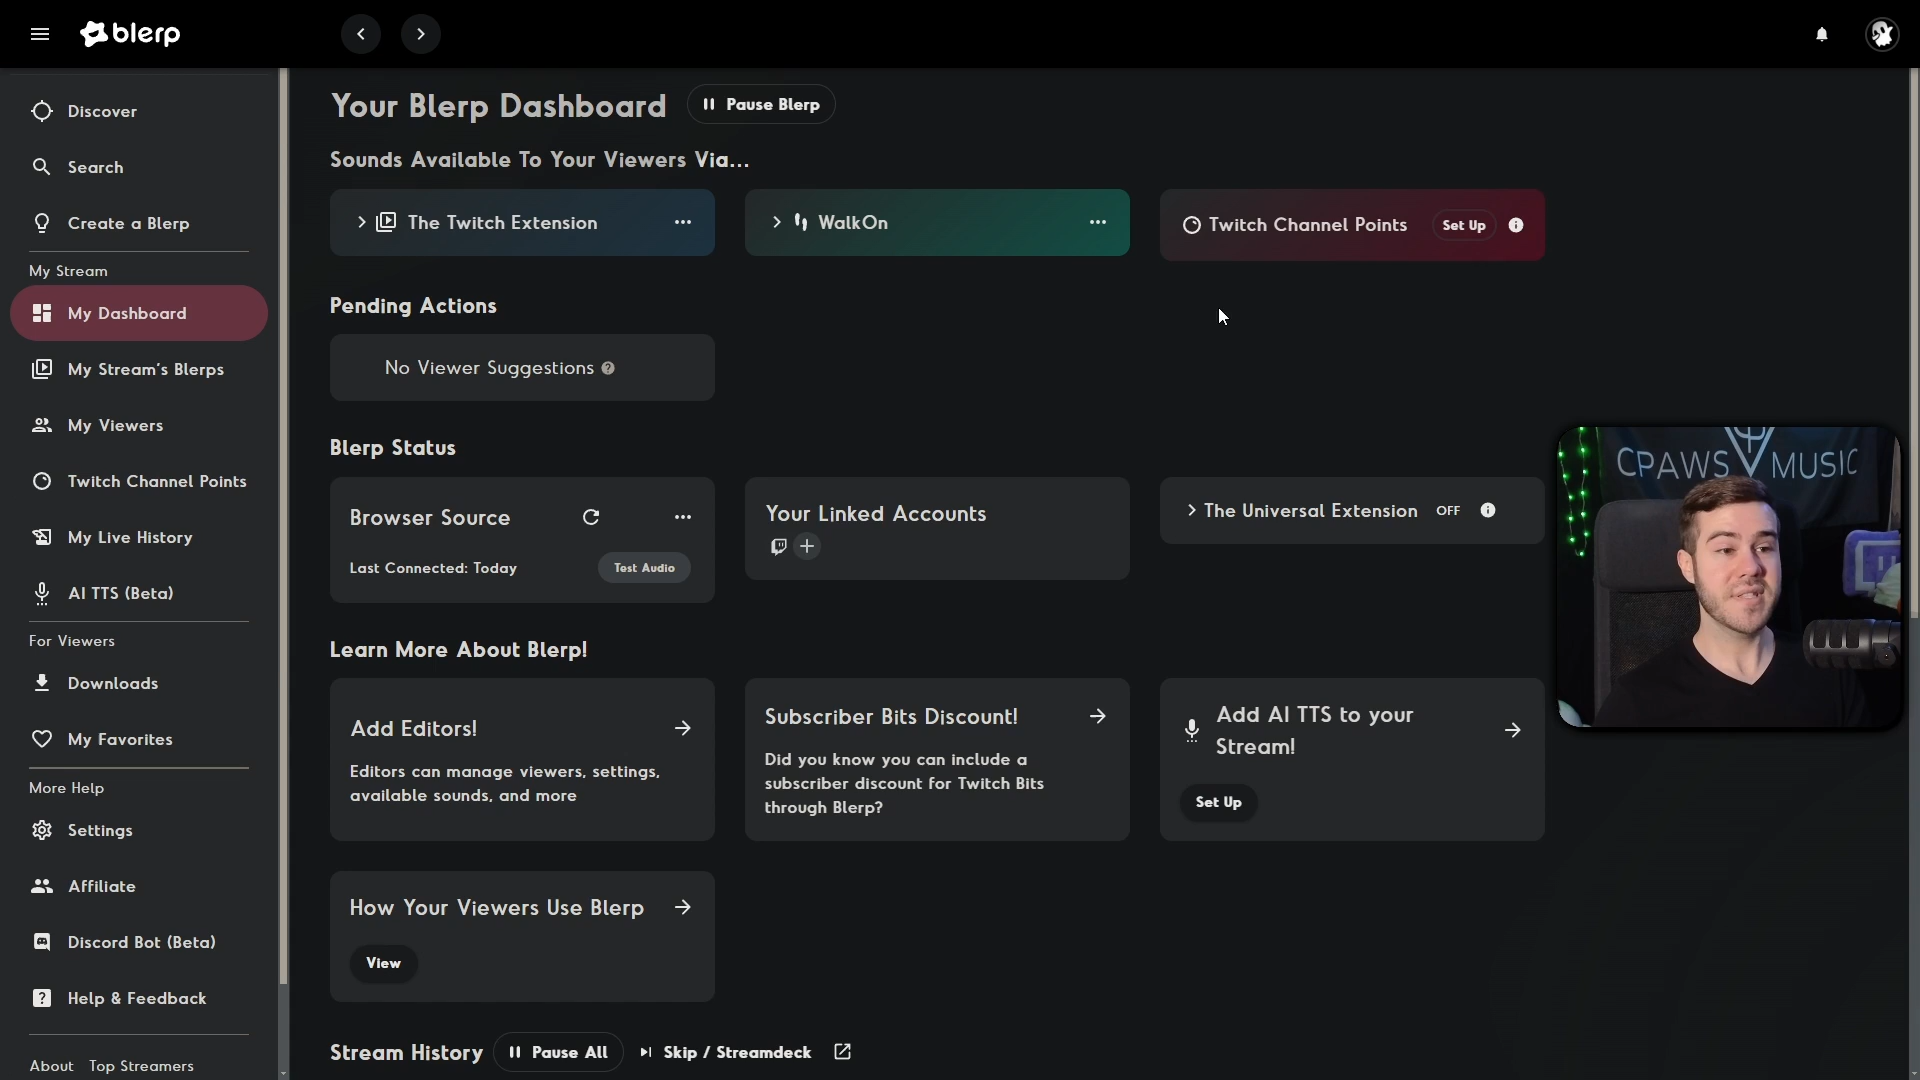 blerp
Discover
Search
Create a Blerp
My Stream
My Dashboard
My Stream's Blerps
My Viewers
Twitch Channel Points
My Live History
AI TTS (Beta)
For Viewers
Downloads
My Favorites
More Help
Settings
Affiliate
Discord Bot (Beta)
Help & Feedback
About Top Streamers
Your Blerp Dashboard
Pause Blerp
Sounds Available To Your Viewers Via...
The Twitch Extension
WalkOn
Twitch Channel Points
Set Up
Pending Actions
No Viewer Suggestions
Blerp Status
Browser Source
Last Connected: Today
Test Audio
Your Linked Accounts
The Universal Extension OFF
CPAWS MUSIC
Learn More About Blerp!
Add Editors!
Editors can manage viewers, settings,
available sounds, and more
Subscriber Bits Discount!
Did you know you can include a
subscriber discount for Twitch Bits
through Blerp?
Add AI TTS to your
Stream!
Set Up
How Your Viewers Use Blerp
View
Stream History
Pause All
Skip / Streamdeck